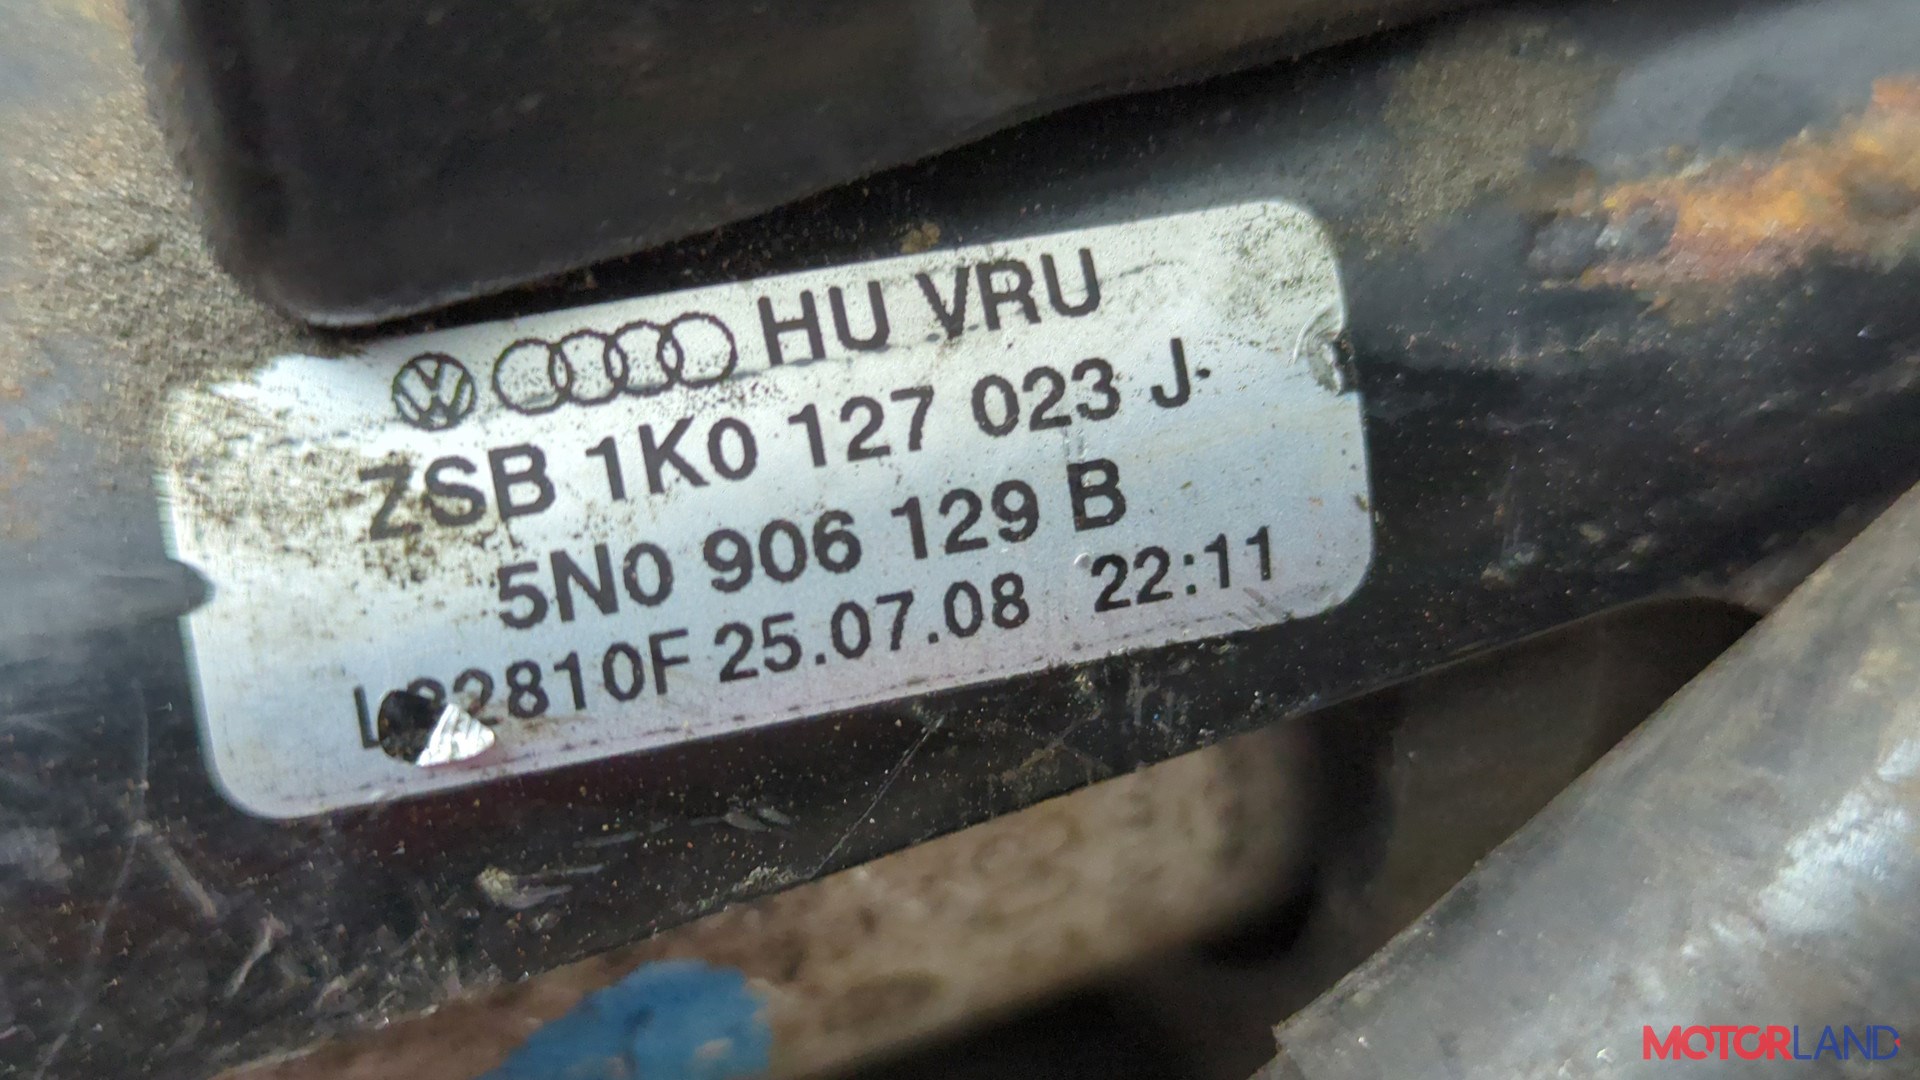 HU VRU
ZSB 1K0 127 023 J
5N0 906 129 B
25.07.08 22:11
MOTORLAND